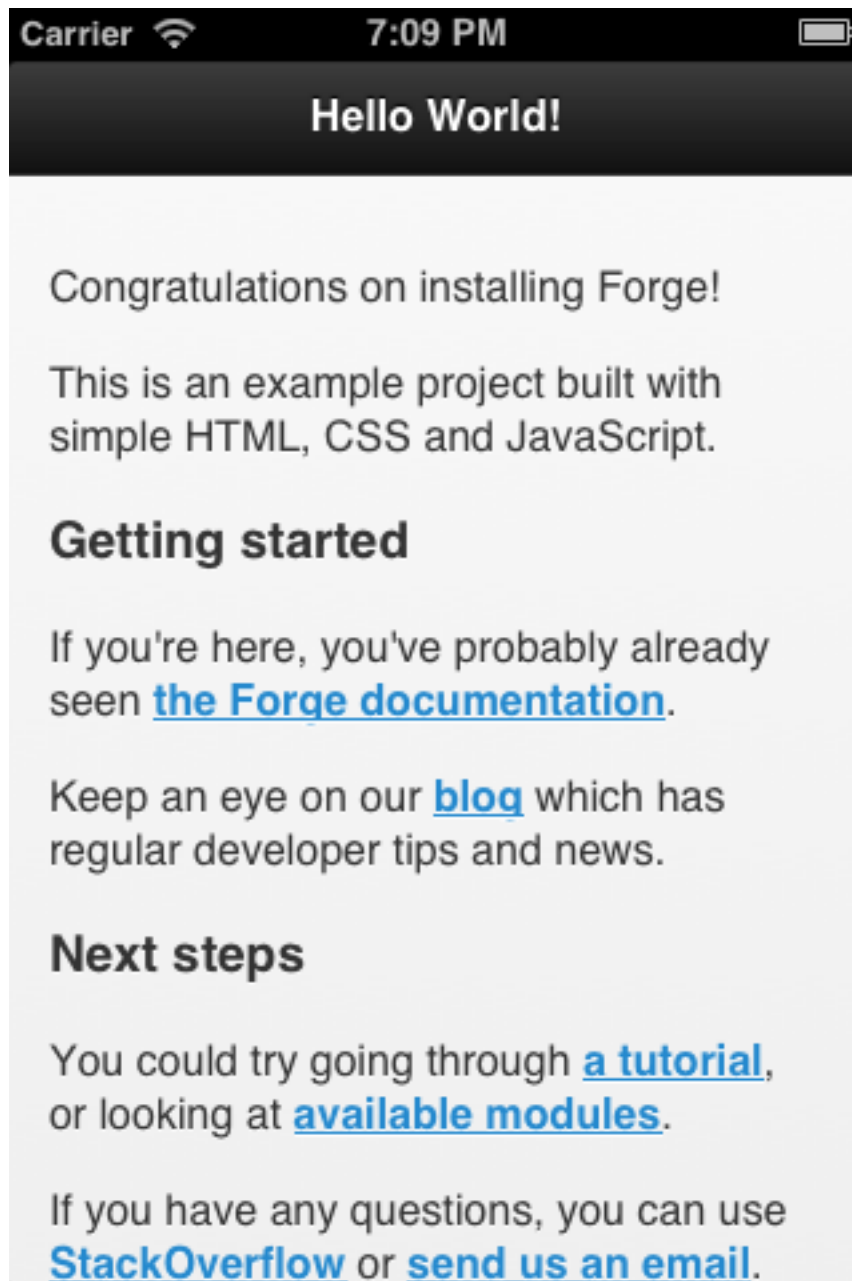 Carrier 7:09 PM
Hello World!
Congratulations on installing Forge!
This is an example project built with
simple HTML, CSS and JavaScript.
Getting started
If you're here, you've probably already
seen the Forge documentation.
Keep an eye on our blog which has
regular developer tips and news.
Next steps
You could try going through a tutorial,
or looking at available modules.
If you have any questions, you can use
StackOverflow or send us an email.